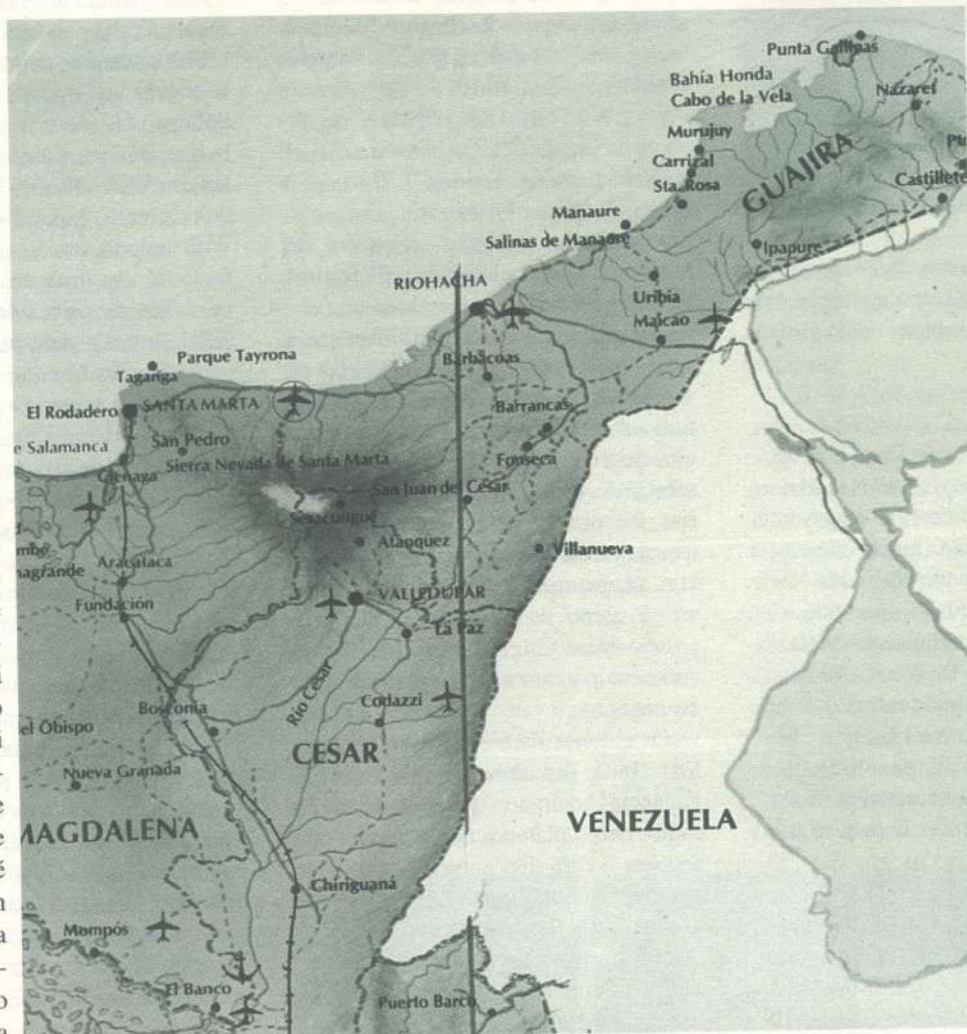 Punta Gallinas
Bahía Honda
Cabo de la Vela
Nazaret
Murujuy
Carrizal
Sta. Rosa
GUAJIRA
Castillete
Manaure
Salinas de Manaure
Ipapure
RIOHACHA
Uribia
Maicao
Parque Tayrona
Taganga
Barbacoas
El Rodadero
SANTA MARTA
Barrancas
e Salamanca
San Pedro
Sierra Nevada de Santa Marta
Fonseca
Cienaga
San Juan del Cesar
Atanquez
Villanueva
nagrande
Aracataca
Fundación
VALLEDUPAR
La Paz
Río Cesar
Codazzi
Bosconia
el Obispo
CESAR
Nueva Granada
MAGDALENA
VENEZUELA
Chiriguaná
Mompós
El Banco
Puerto Barco